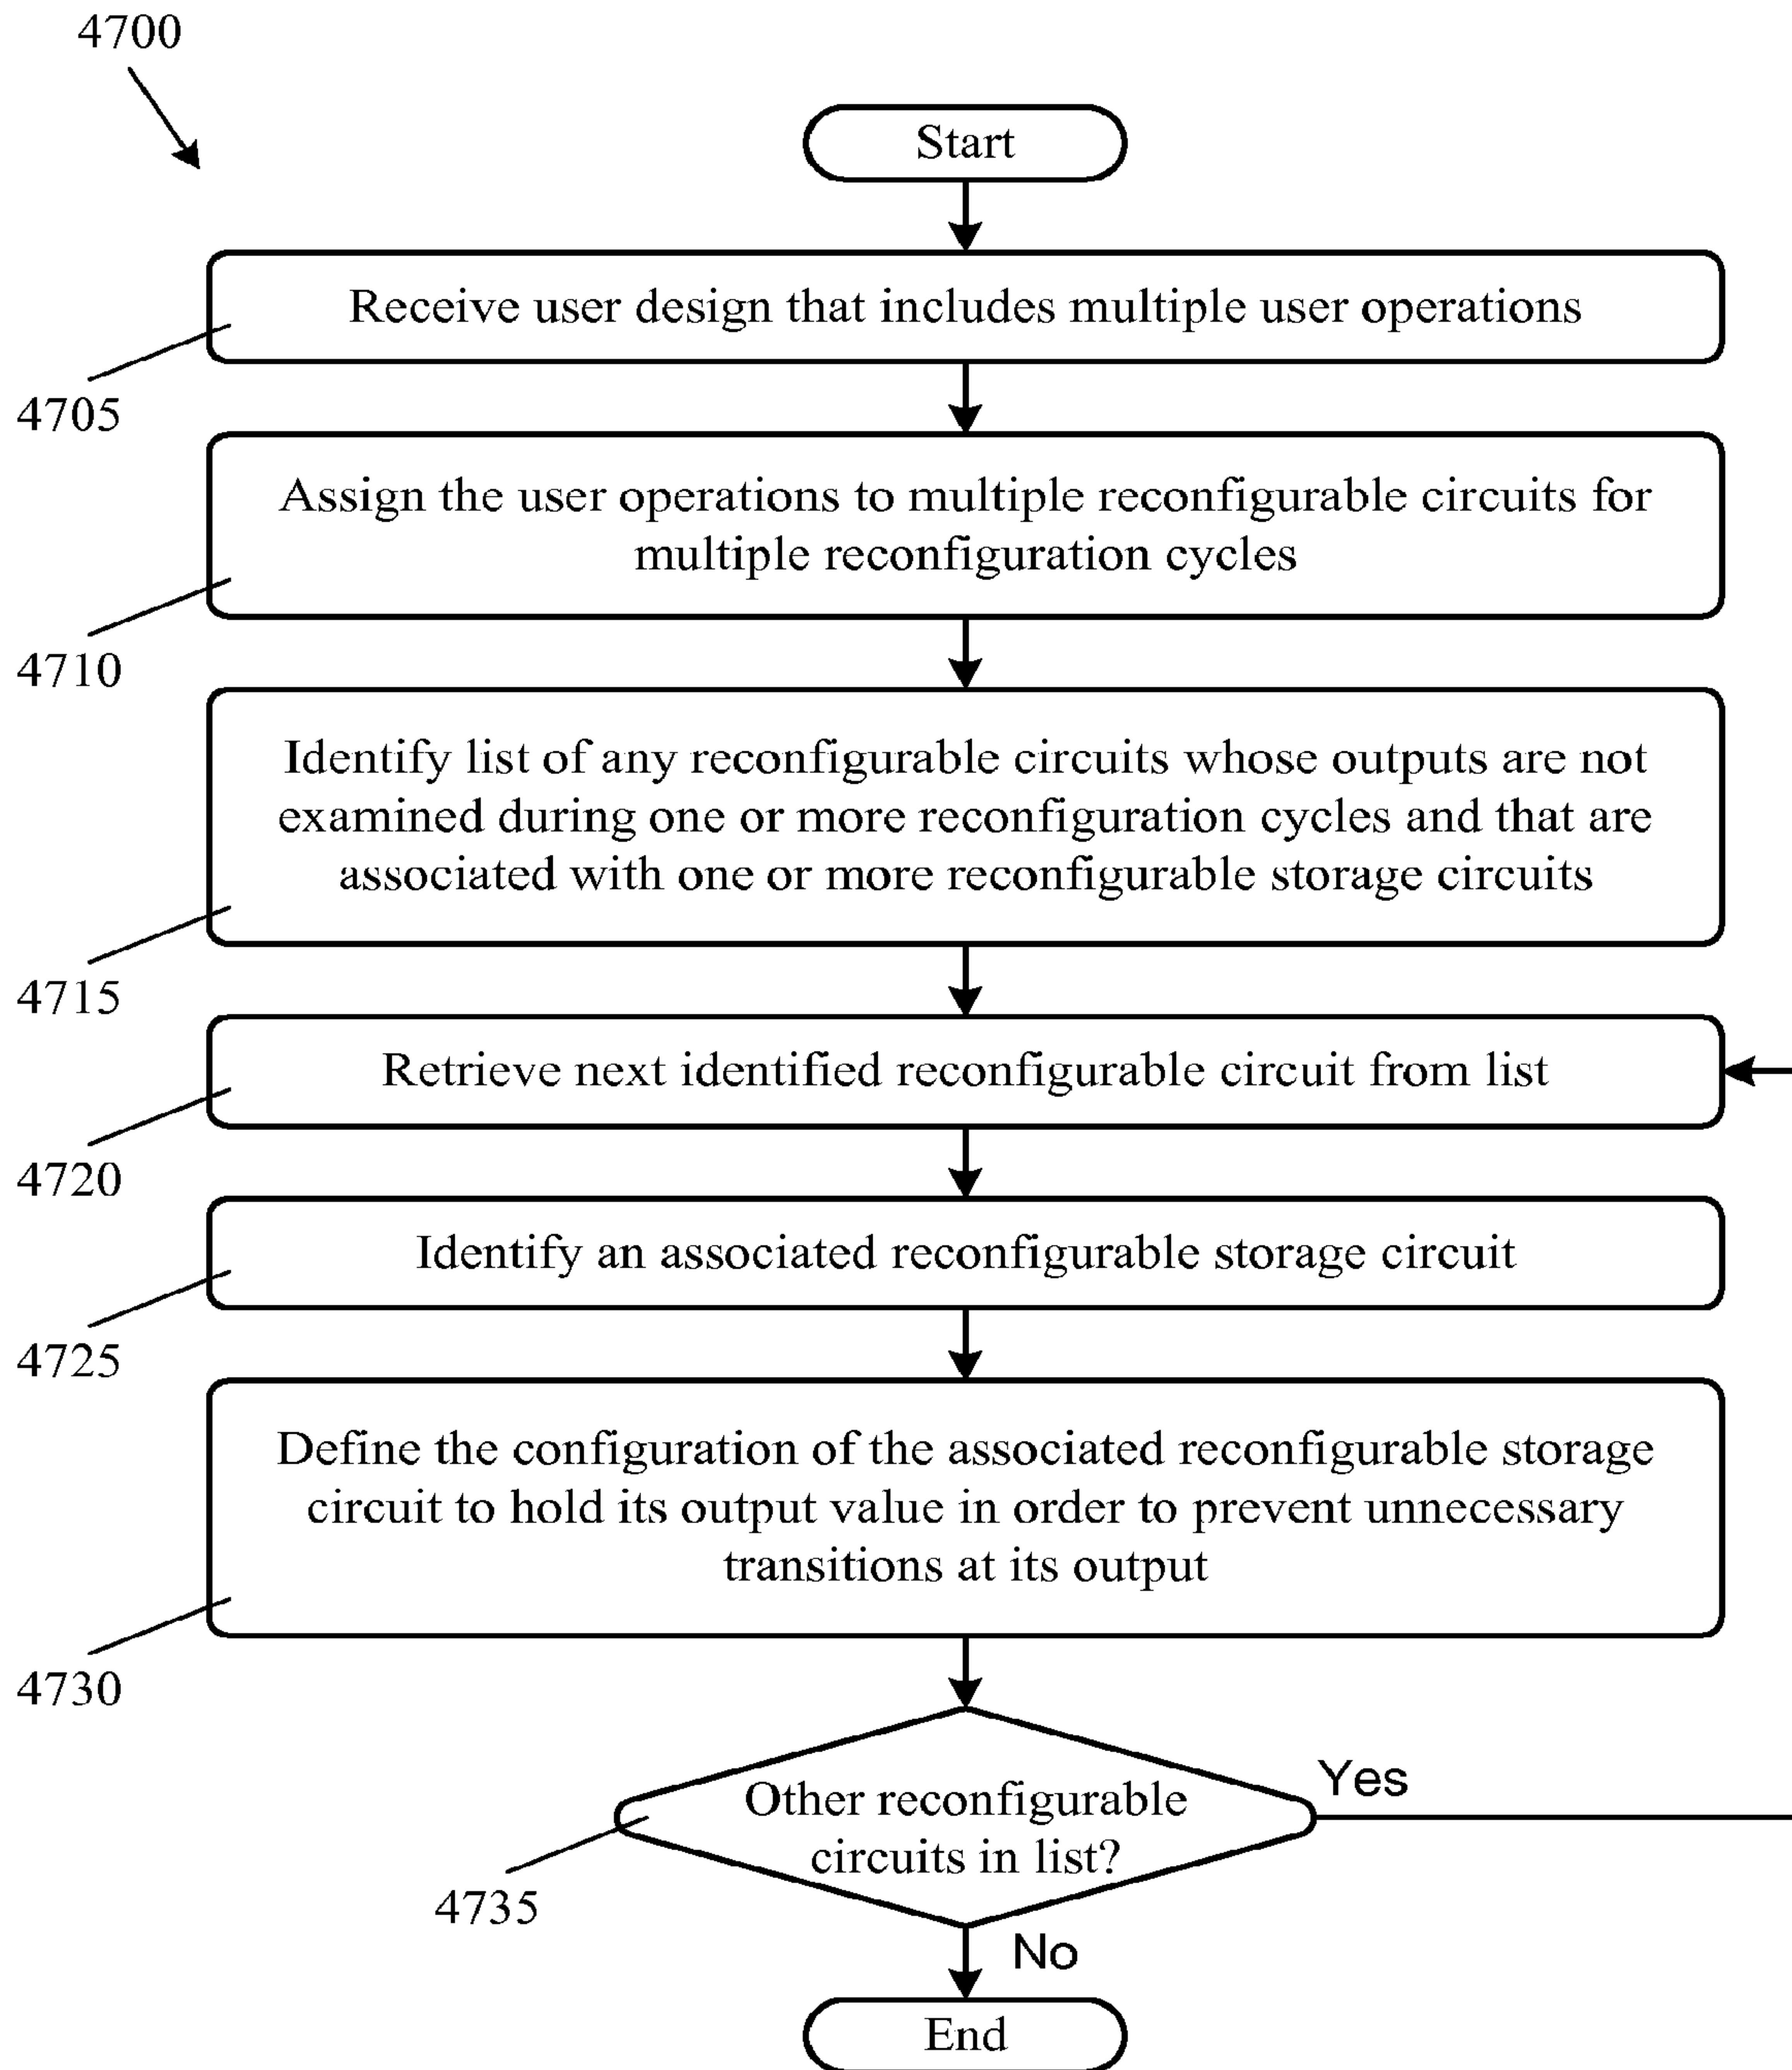 4700
Start
Receive user design that includes multiple user operations
4705
Assign the user operations to multiple reconfigurable circuits for
multiple reconfiguration cycles
4710
Identify list of any reconfigurable circuits whose outputs are not
examined during one or more reconfiguration cycles and that are
associated with one or more reconfigurable storage circuits
4715
Retrieve next identified reconfigurable circuit from list
4720
Identify an associated reconfigurable storage circuit
4725
Define the configuration of the associated reconfigurable storage
circuit to hold its output value in order to prevent unnecessary
transitions at its output
4730
Other reconfigurable
circuits in list?
Yes
4735
No
End